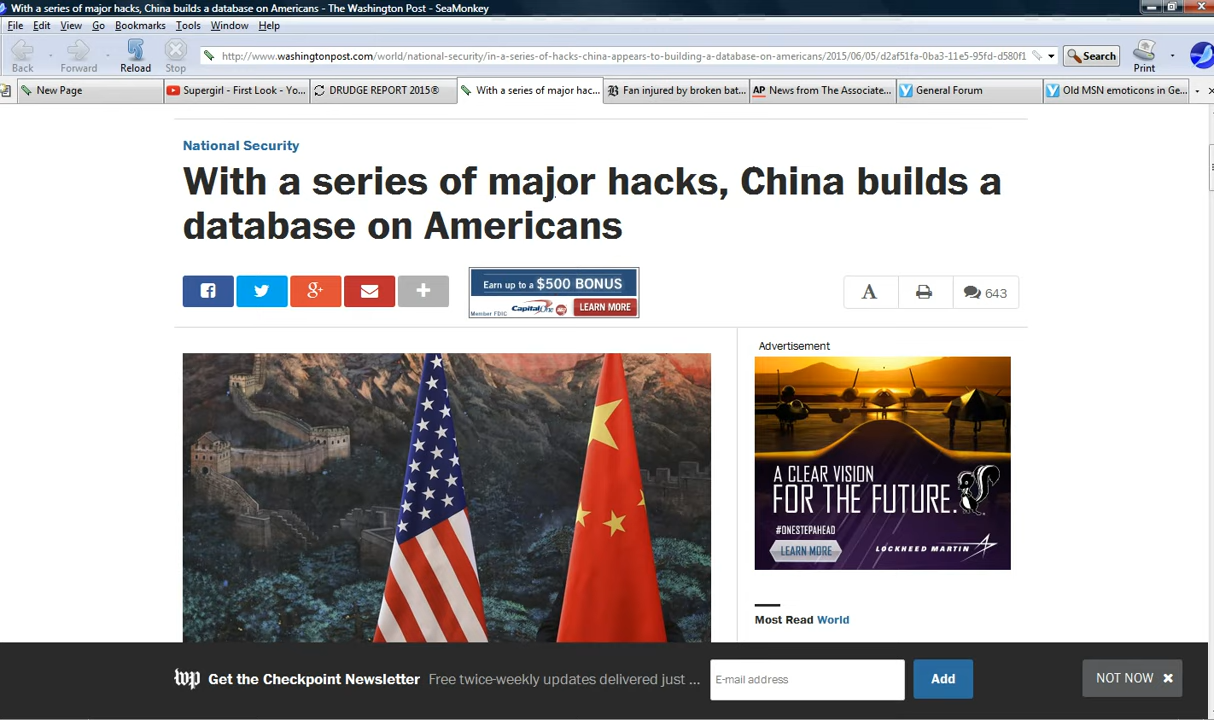 With a series of major hacks, China builds a database on Americans - The Washington Post - SeaMonkey
File Edit View Go Bookmarks Tools Window Help
Back Forward Reload Stop http://www.washingtonpost.com/world/national-security/in-a-series-of-hacks-china-appears-to-building-a-database-on-americans/2015/06/05/d2af51fa-0ba3-11e5-95fd-d580f1 Search Print
New Page Supergirl - First Look - Yo... DRUDGE REPORT 2015® With a series of major hac... Fan injured by broken bat... AP News from The Associate... General Forum Old MSN emoticons in Ge...
National Security
With a series of major hacks, China builds a
database on Americans
Earn up to a $500 BONUS
Member FDIC Capital One 360 LEARN MORE
A 643
Advertisement
A CLEAR VISION
FOR THE FUTURE.
#ONESTEPAHEAD
LEARN MORE LOCKHEED MARTIN
Most Read World
wp Get the Checkpoint Newsletter Free twice-weekly updates delivered just ... E-mail address Add NOT NOW